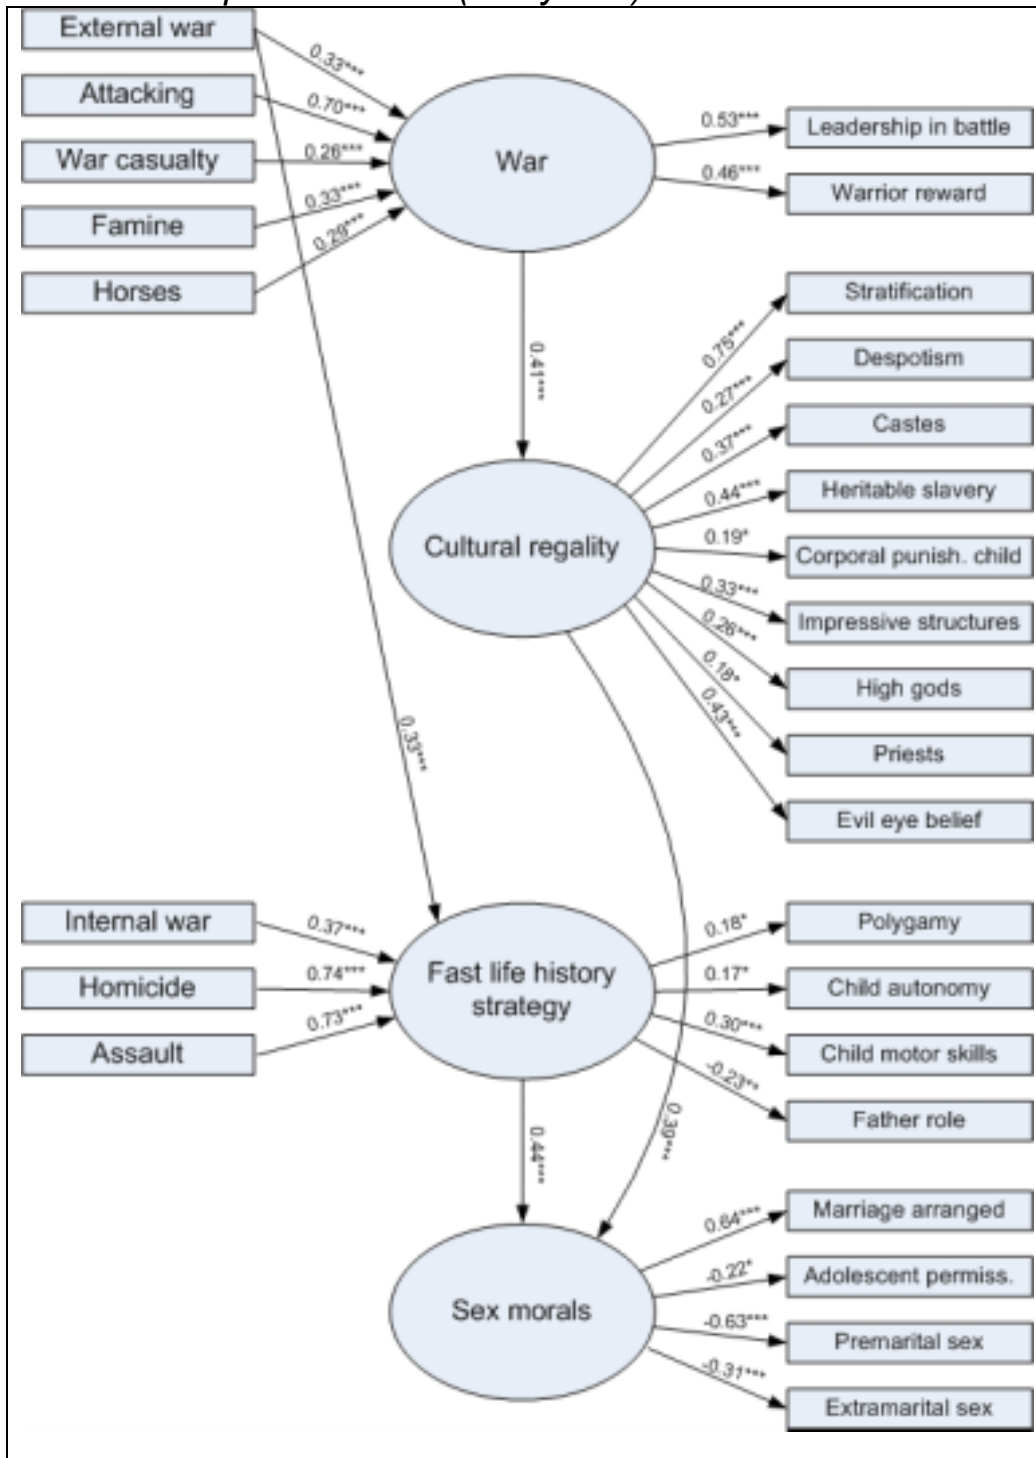 External war
Attacking
War casualty
Famine
Horses
0.33***
0.70***
0.26***
0.33***
0.29***
War
0.53***
0.46***
Leadership in battle
Warrior reward
0.41***
Cultural regality
0.75***
0.27***
0.37***
0.44***
0.19*
0.33***
0.26***
0.18*
0.43***
Stratification
Despotism
Castes
Heritable slavery
Corporal punish. child
Impressive structures
High gods
Priests
Evil eye belief
0.33***
Internal war
Homicide
Assault
0.37***
0.74***
0.73***
Fast life history
strategy
0.18*
0.17*
0.30***
-0.23**
Polygamy
Child autonomy
Child motor skills
Father role
0.44***
0.39***
Sex morals
0.64***
-0.22*
-0.63***
-0.31***
Marriage arranged
Adolescent permiss.
Premarital sex
Extramarital sex